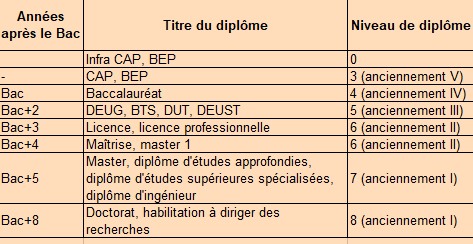 Années après le Bac | Titre du diplôme | Niveau de diplôme
Infra CAP, BEP | 0
- | CAP, BEP | 3 (anciennement V)
Bac | Baccalauréat | 4 (anciennement IV)
Bac+2 | DEUG, BTS, DUT, DEUST | 5 (anciennement III)
Bac+3 | Licence, licence professionnelle | 6 (anciennement II)
Bac+4 | Maîtrise, master 1 | 6 (anciennement II)
Master, diplôme d'études approfondies,
Bac+5 | diplôme d'études supérieures spécialisées, | 7 (anciennement I)
diplôme d'ingénieur
Bac+8 | Doctorat, habilitation à diriger des | 8 (anciennement I)
recherches